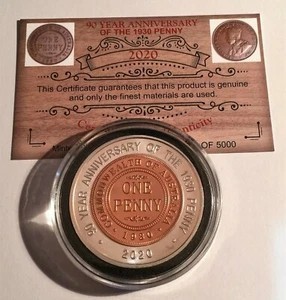 90 YEAR ANNIVERSARY
OF THE 1930 PENNY
2020
This Certificate guarantees that this product is genuine
and only the finest materials are used.
OF 5000
90 YEAR ANNIVERSARY OF THE 1930 PENNY
COMMONWEALTH OF AUSTRALIA
ONE
PENNY
1930
2020